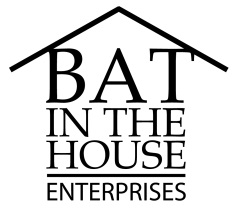 BAT
IN THE
HOUSE
ENTERPRISES